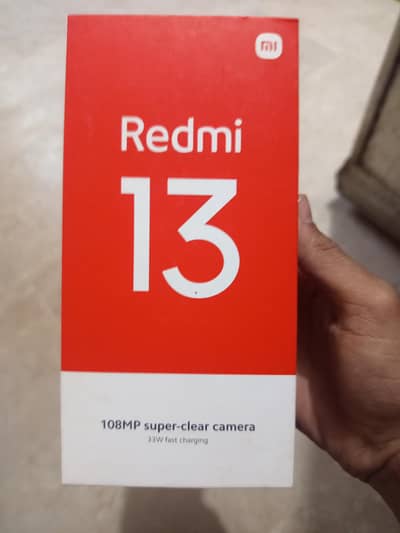 mi
Redmi
13
108MP super-clear camera
33W fast charging